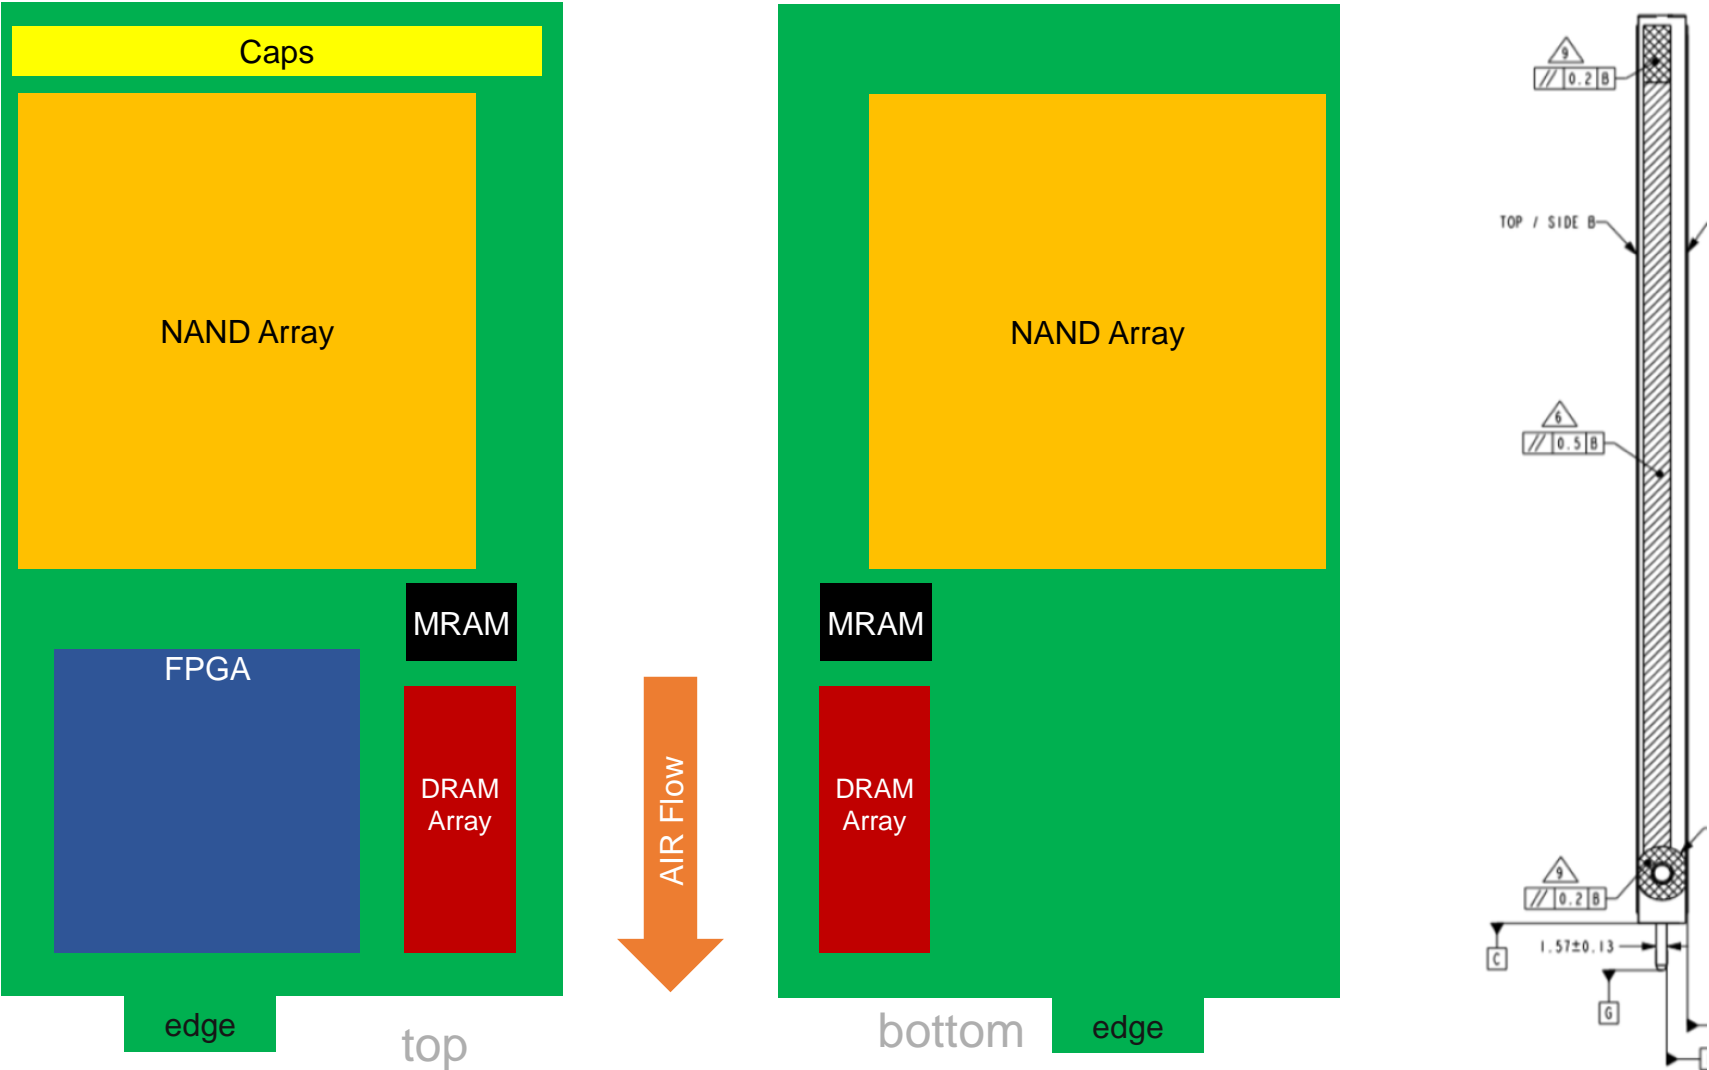 Caps
NAND Array
MRAM
FPGA
DRAM
Array
edge
top
AIR Flow
NAND Array
MRAM
DRAM
Array
bottom
edge
9
// 0.2 B
TOP / SIDE B
6
// 0.5 B
9
// 0.2 B
C
1.57±0.13
G